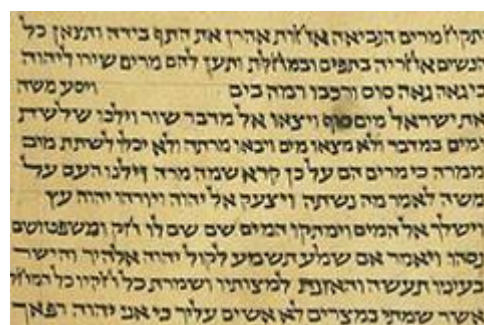 ותקח מרים הנביאה אחות אהרן את התף בידה ותצאן כל
הנשים אחריה בתפים ובמחלת ותען להם מרים שירו ליהוה
כי גאה גאה סוס ורכבו רמה בים ויסע משה
את ישראל מים סוף ויצאו אל מדבר שור וילכו שלשת
ימים במדבר ולא מצאו מים ויבאו מרתה ולא יכלו לשתת מים
ממרה כי מרים הם על כן קרא שמה מרה וילנו העם על
משה לאמר מה נשתה ויצעק אל יהוה ויורהו יהוה עץ
וישלך אל המים וימתקו המים שם שם לו חק ומשפט ושם
נסהו ויאמר אם שמוע תשמע לקול יהוה אלהיך והישר
בעיניו תעשה והאזנת למצותיו ושמרת כל חקיו כל המחלה
אשר שמתי במצרים לא אשים עליך כי אני יהוה רפאך